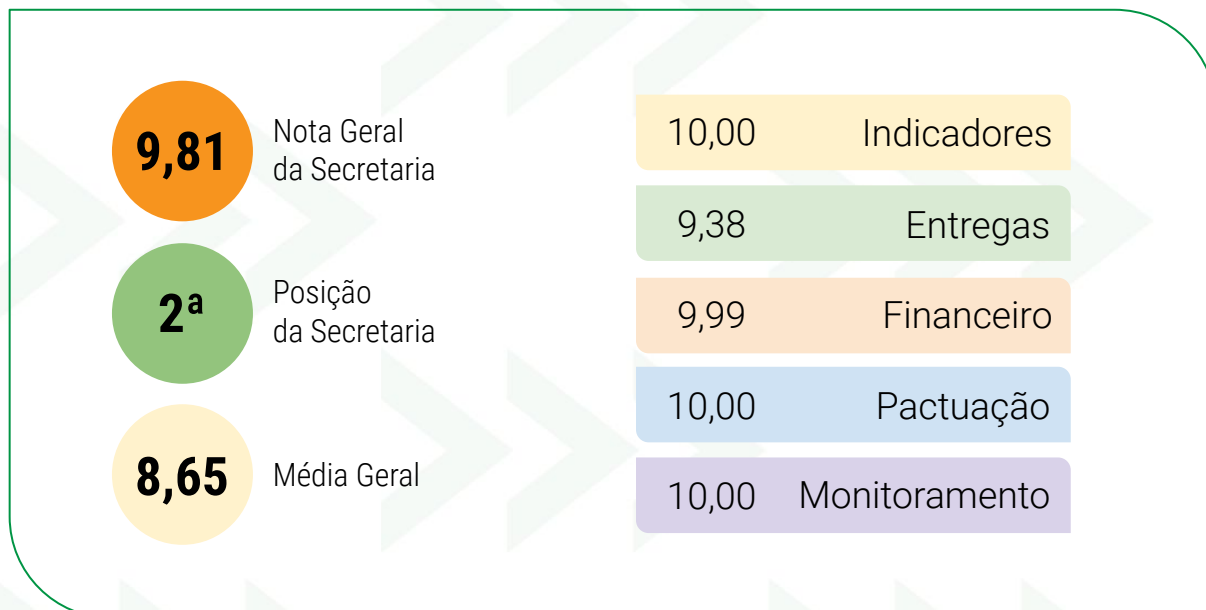 9,81
Nota Geral
da Secretaria
2ª
Posição
da Secretaria
8,65
Média Geral
10,00 Indicadores
9,38 Entregas
9,99 Financeiro
10,00 Pactuação
10,00 Monitoramento